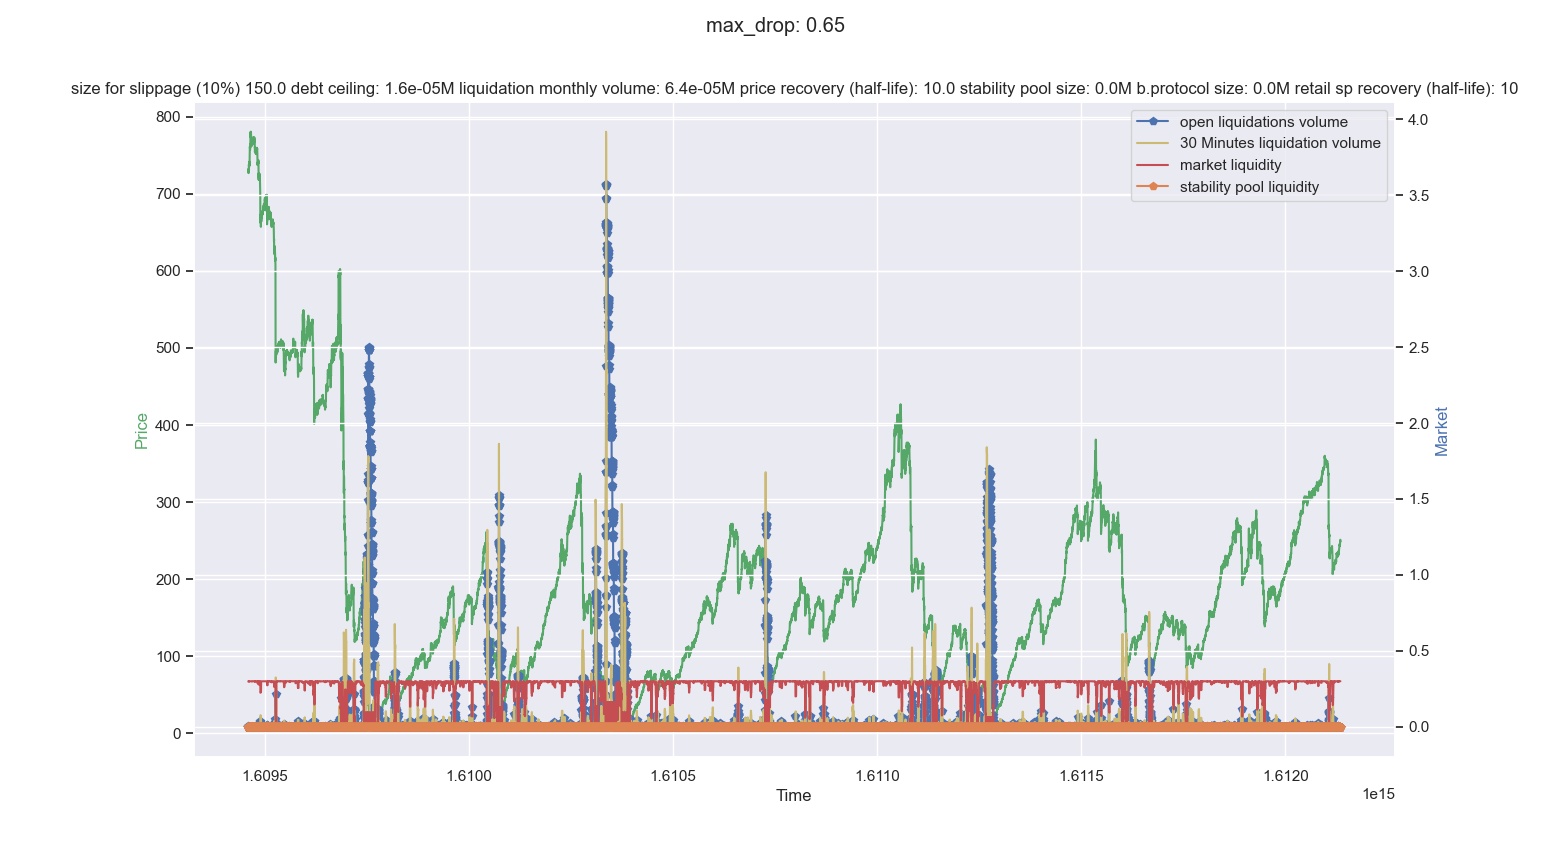 max_drop: 0.65
size for slippage (10%) 150.0 debt ceiling: 1.6e-05M liquidation monthly volume: 6.4e-05M price recovery (half-life): 10.0 stability pool size: 0.0M b.protocol size: 0.0M retail sp recovery (half-life): 10
open liquidations volume
30 Minutes liquidation volume
market liquidity
stability pool liquidity
800
700
600
500
400
300
200
100
0
Price
4.0
3.5
3.0
2.5
2.0
1.5
1.0
0.5
0.0
Market
1.6095
1.6100
1.6105
1.6110
1.6115
1.6120
1e15
Time